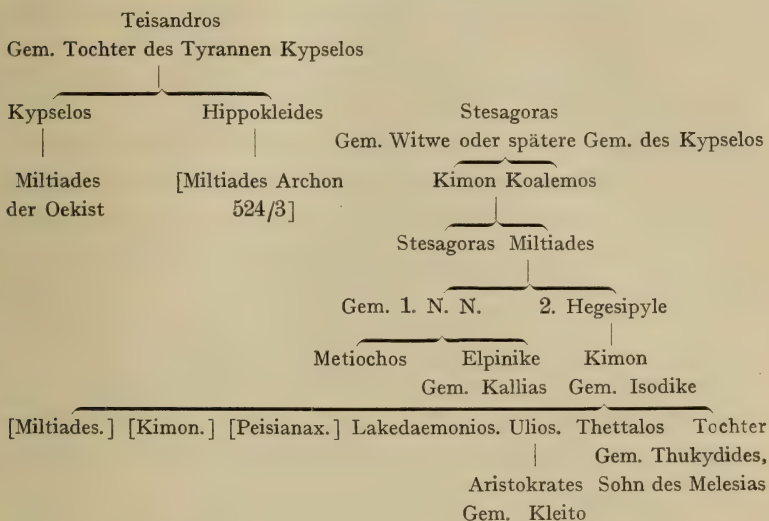 Teisandros
Gem. Tochter des Tyrannen Kypselos
Kypselos Hippokleides Stesagoras
Gem. Witwe oder spätere Gem. des Kypselos
Miltiades [Miltiades Archon Kimon Koalemos
der Oekist 524/3]
Stesagoras Miltiades
Gem. 1. N. N. 2. Hegesipyle
Metiochos Elpinike Kimon
Gem. Kallias Gem. Isodike
[Miltiades.] [Kimon.] [Peisianax.] Lakedaemonios. Ulios. Thettalos Tochter
Gem. Thukydides,
Aristokrates Sohn des Melesias
Gem. Kleito